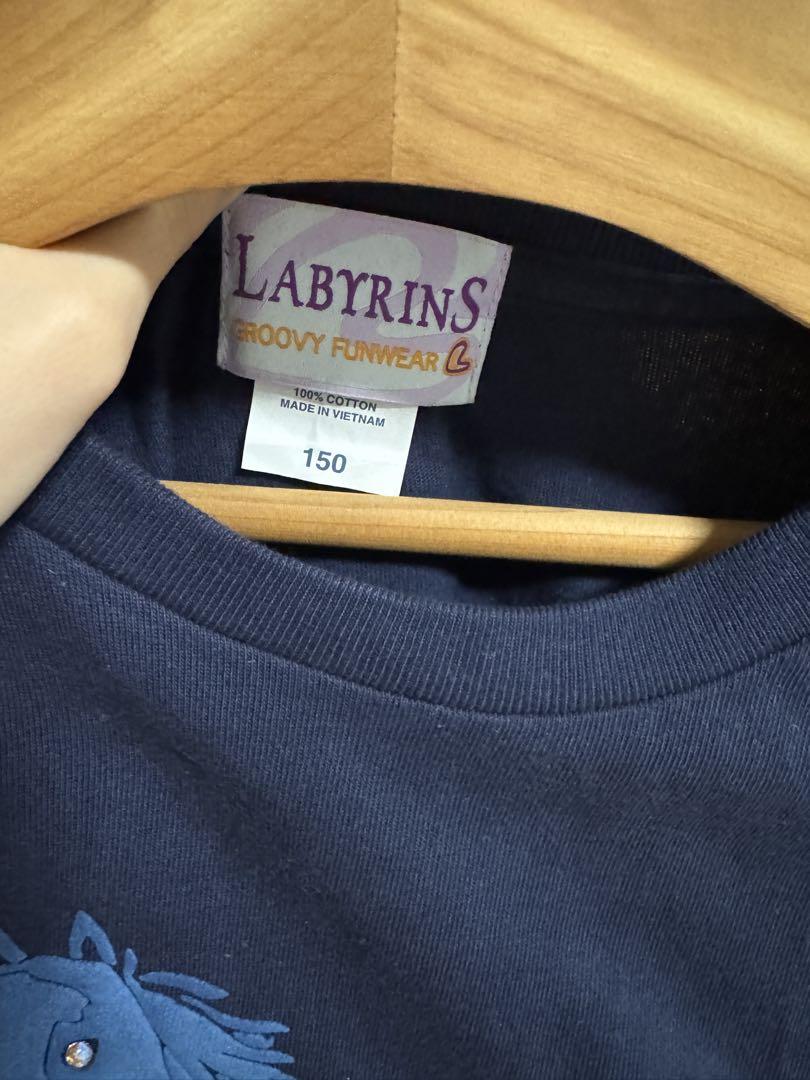 LABYRINS
GROOVY FUNWEAR
100% COTTON
MADE IN VIETNAM
150